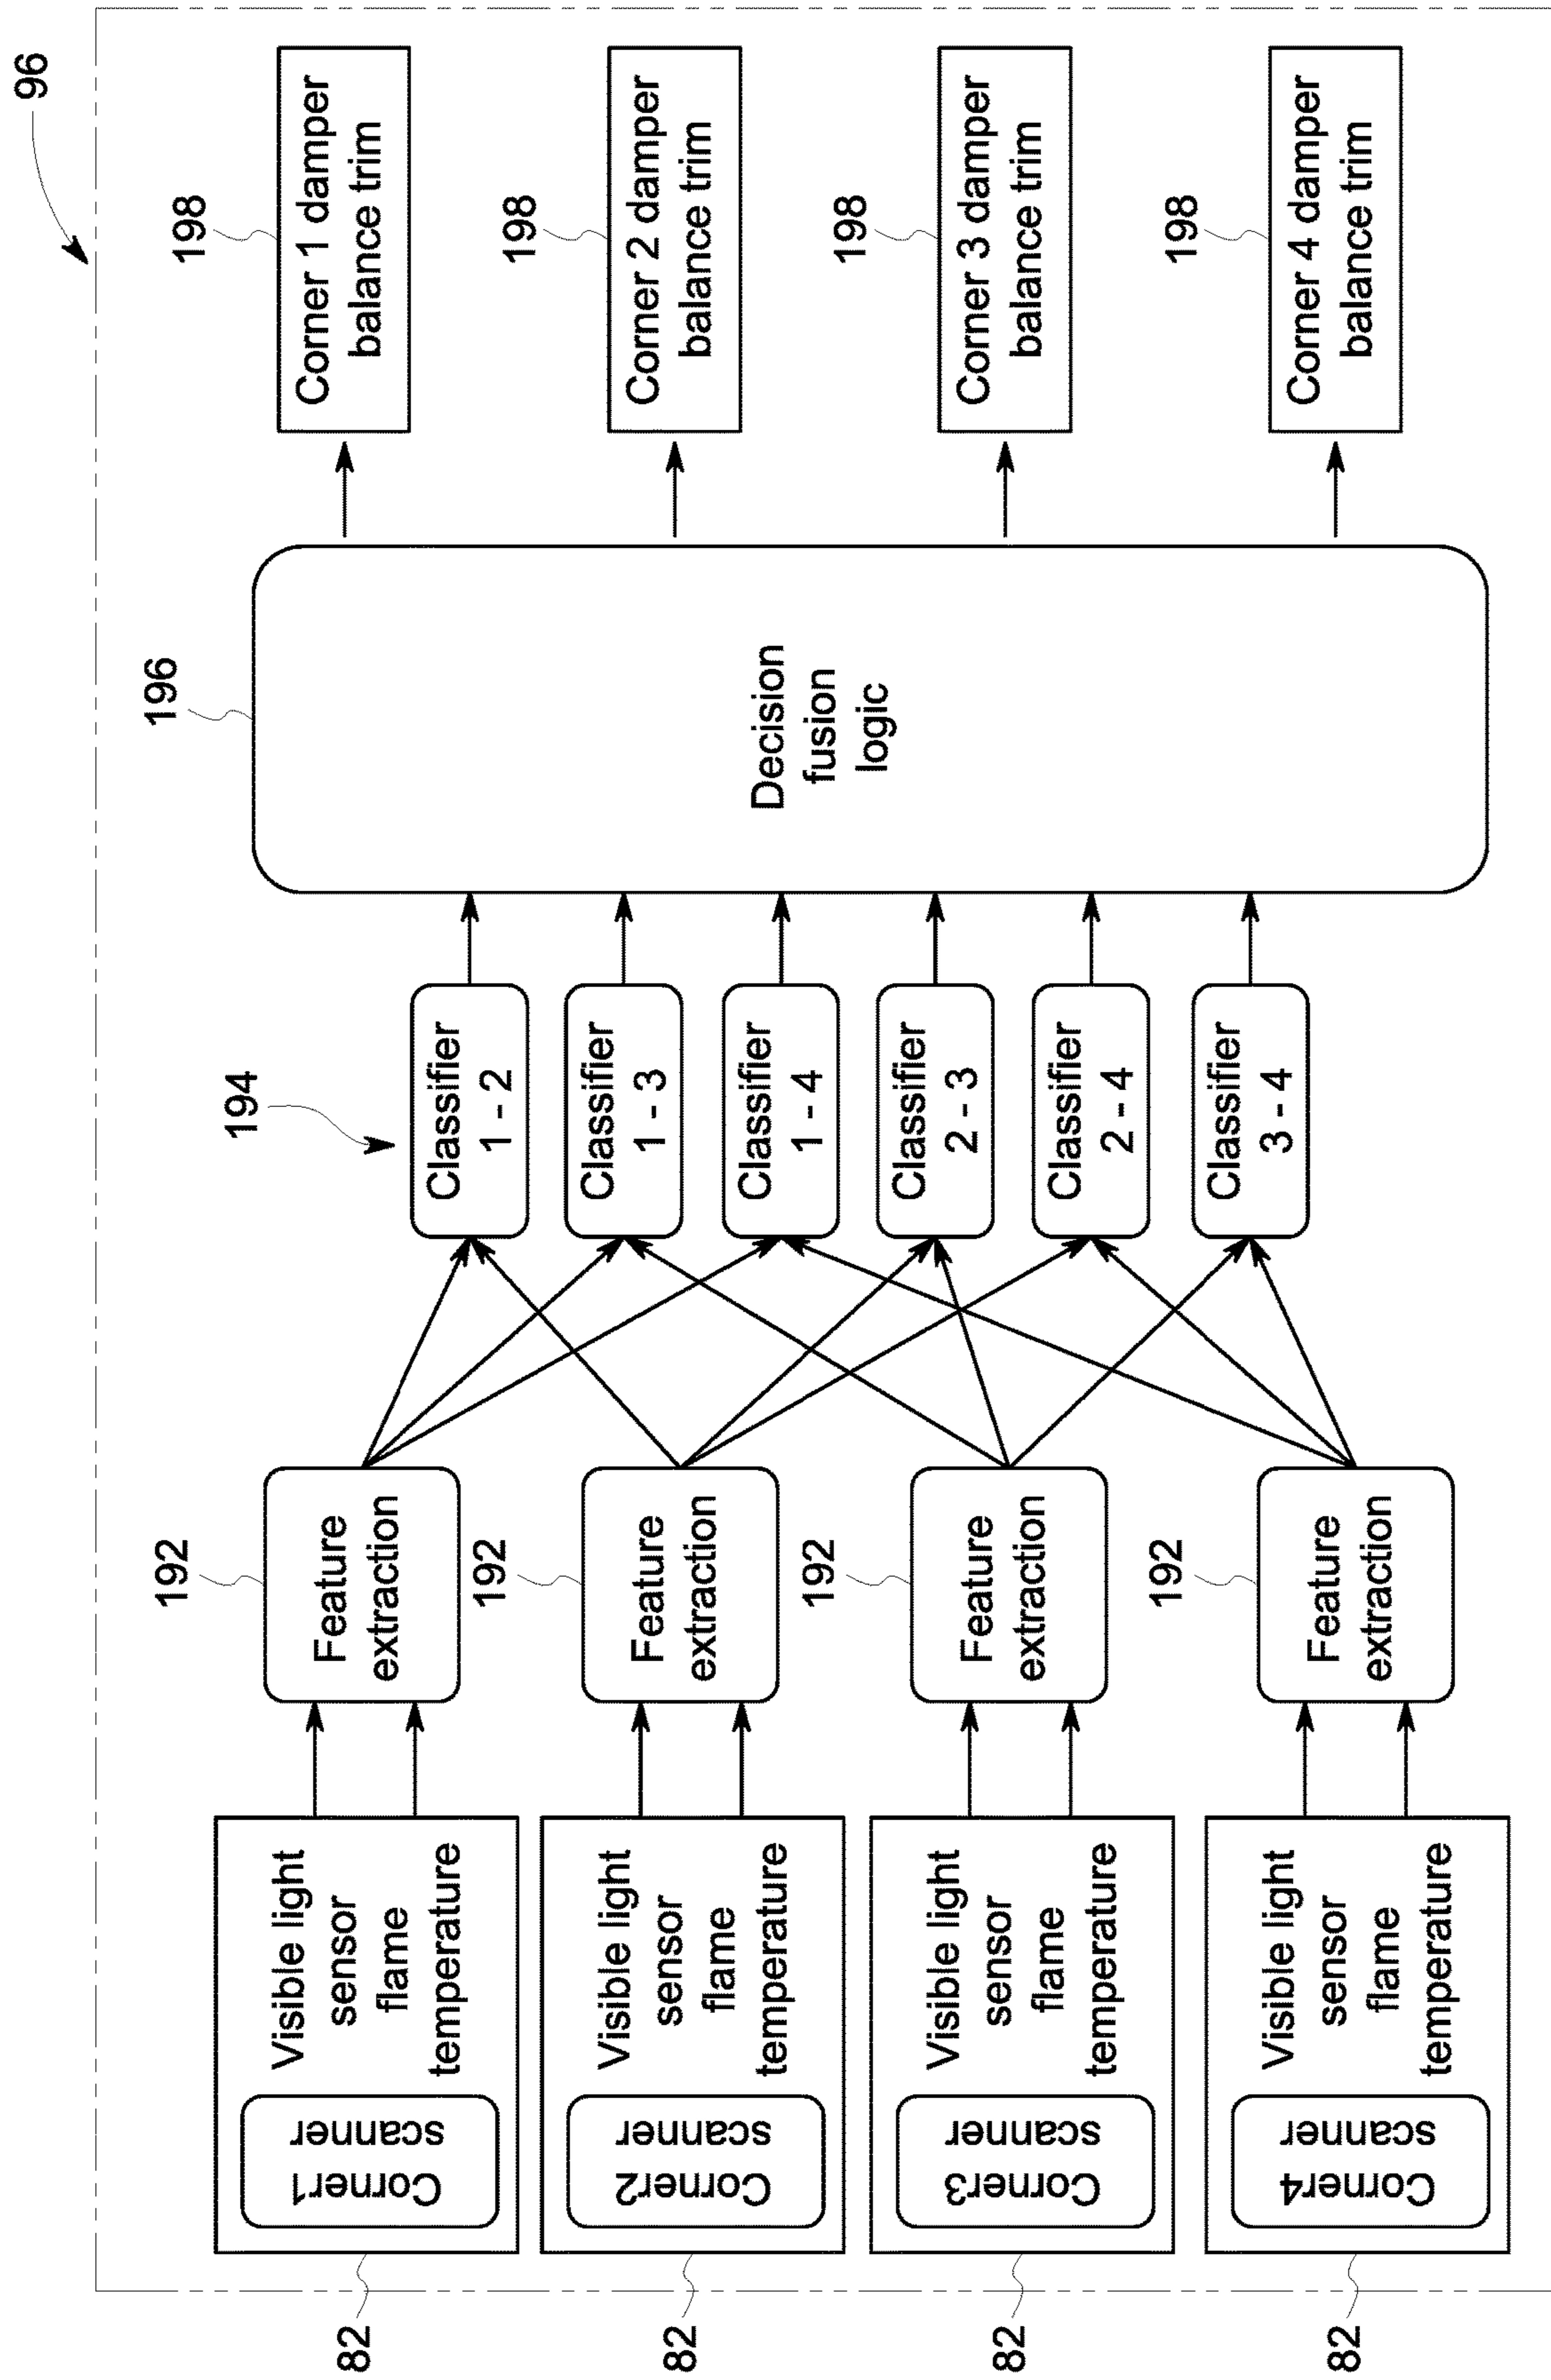 96
82
Corner1
scanner
Visible light
sensor
flame
temperature
82
Corner2
scanner
Visible light
sensor
flame
temperature
82
Corner3
scanner
Visible light
sensor
flame
temperature
82
Corner4
scanner
Visible light
sensor
flame
temperature
192
Feature
extraction
192
Feature
extraction
192
Feature
extraction
192
Feature
extraction
194
Classifier
1 - 2
Classifier
1 - 3
Classifier
1 - 4
Classifier
2 - 3
Classifier
2 - 4
Classifier
3 - 4
196
Decision
fusion
logic
198
Corner 1 damper
balance trim
198
Corner 2 damper
balance trim
198
Corner 3 damper
balance trim
198
Corner 4 damper
balance trim